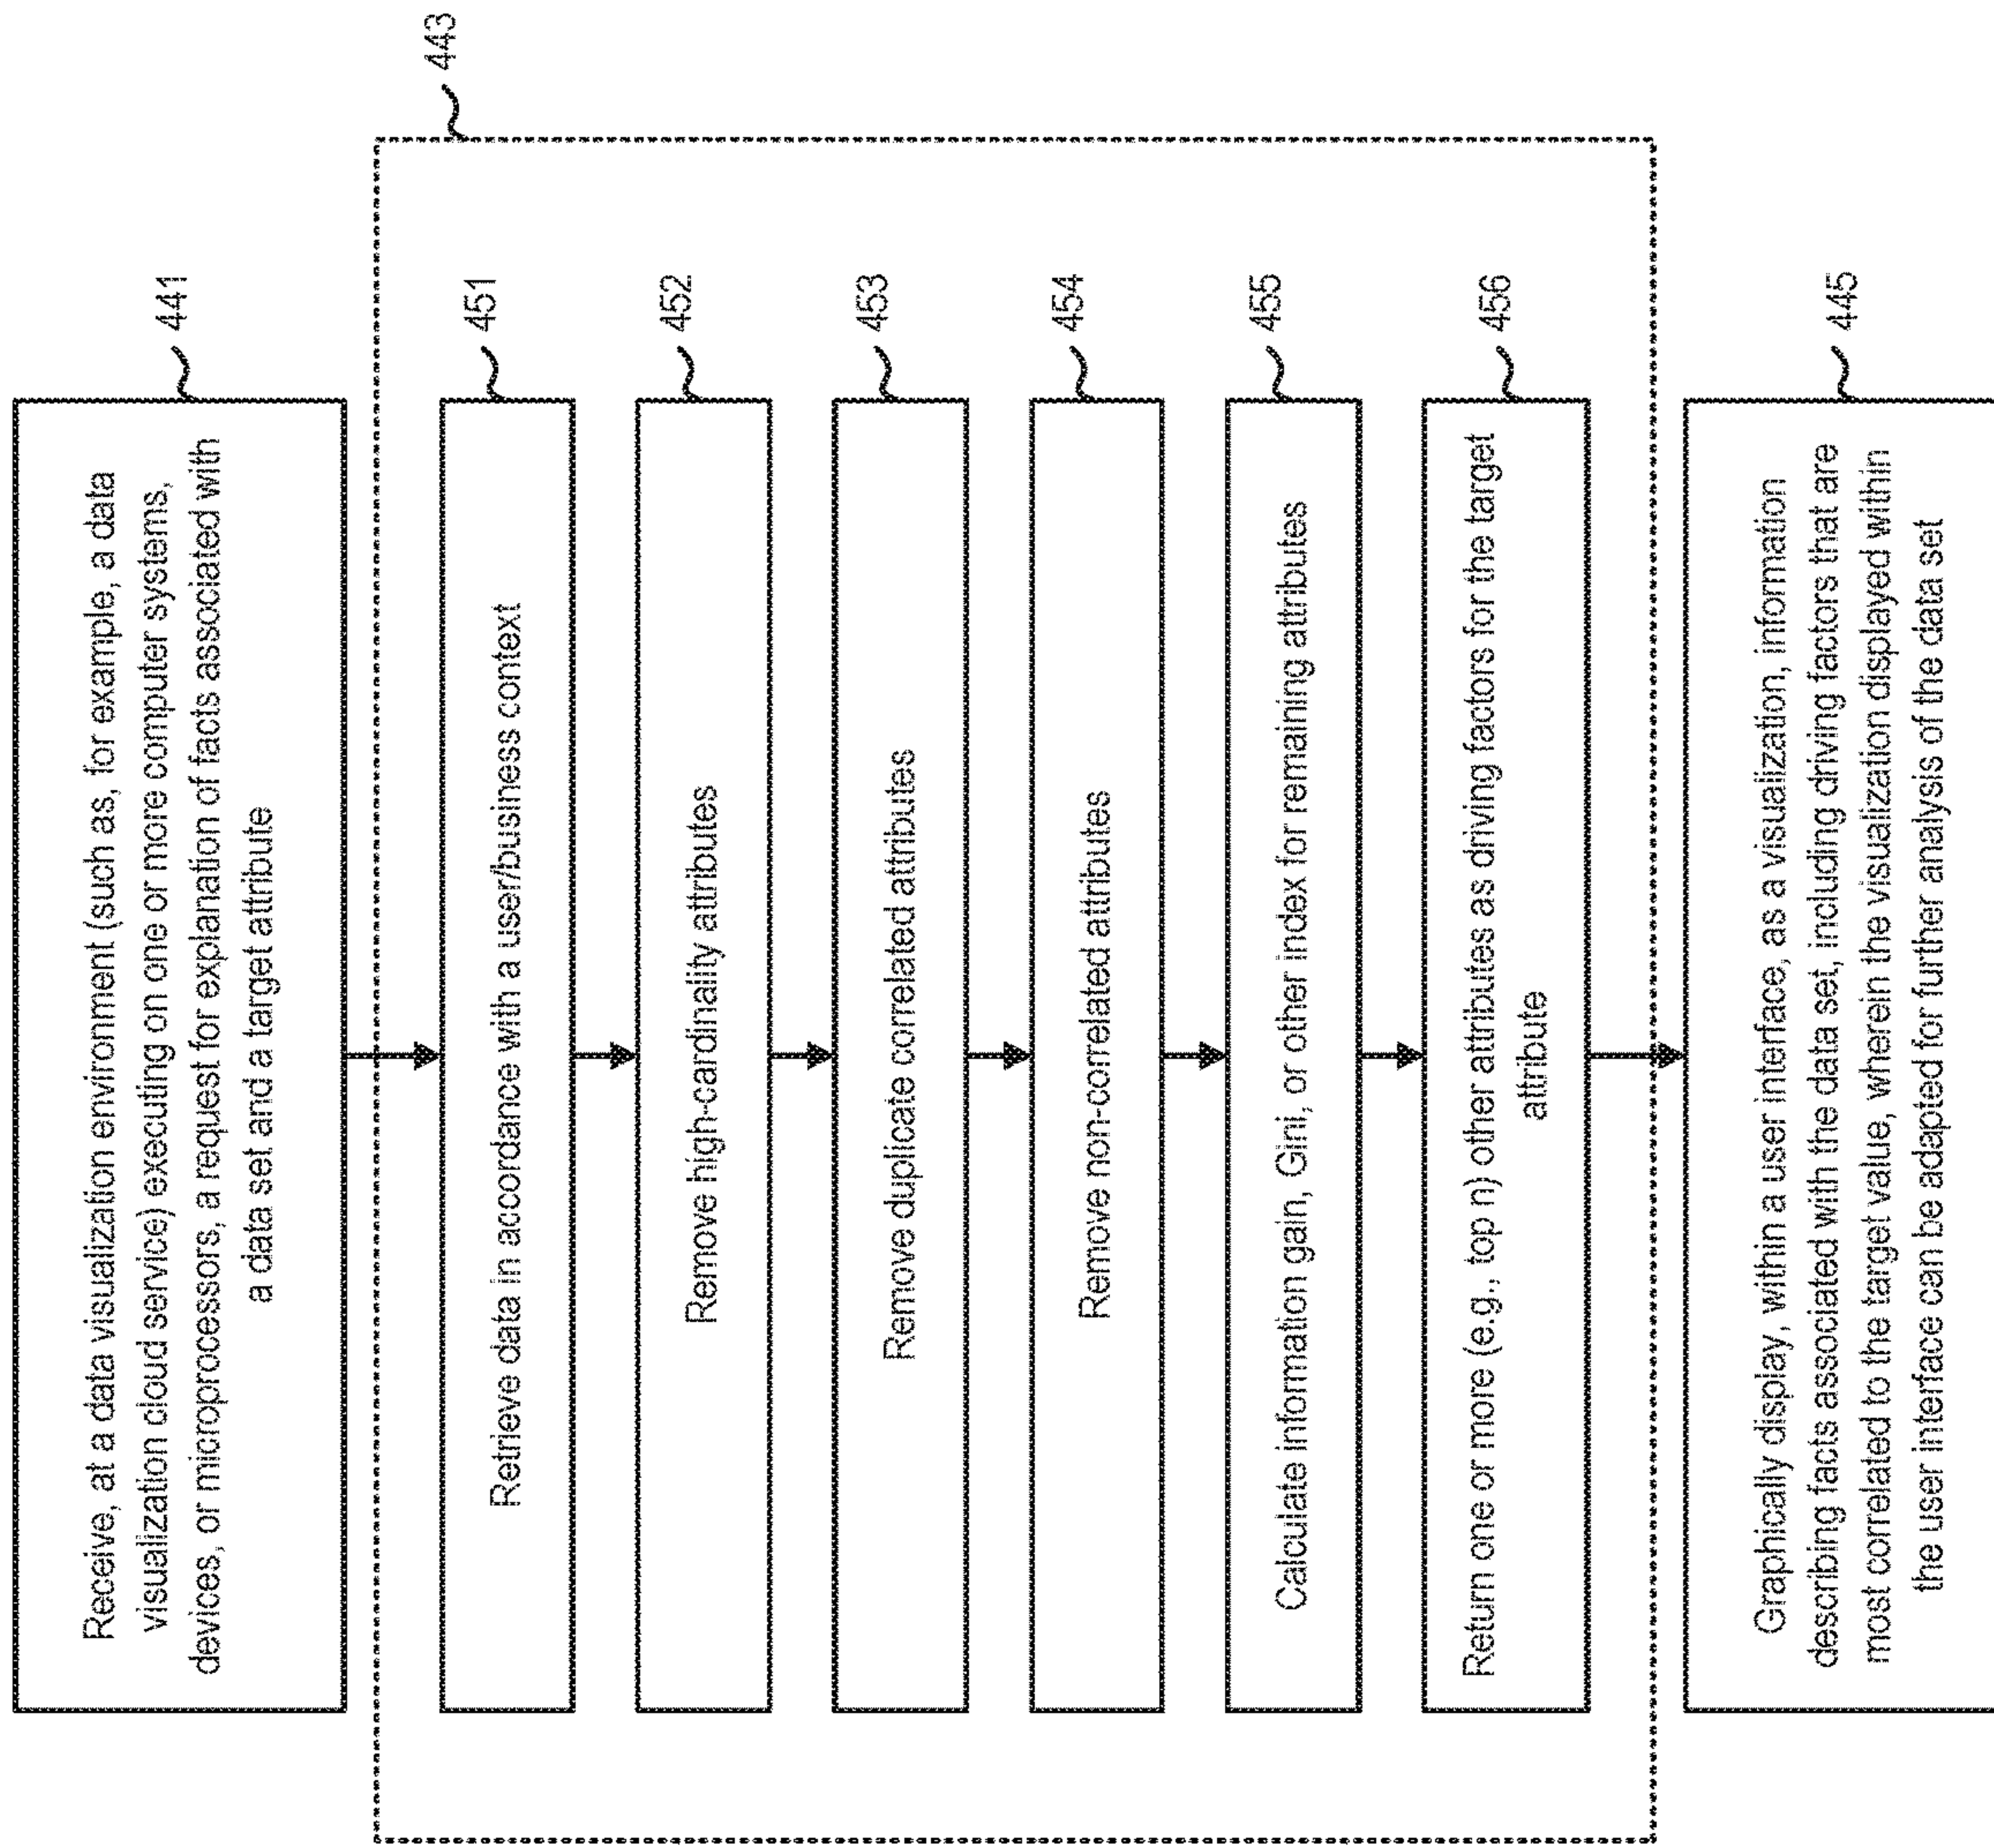 Receive, at a data visualization environment (such as, for example, a data
visualization cloud service) executing on one or more computer systems,
devices, or microprocessors, a request for explanation of facts associated with
a data set and a target attribute
441
443
Retrieve data in accordance with a user/business context
451
Remove high-cardinality attributes
452
Remove duplicate correlated attributes
453
Remove non-correlated attributes
454
Calculate information gain, Gini, or other index for remaining attributes
455
Return one or more (e.g., top n) other attributes as driving factors for the target
attribute
456
Graphically display, within a user interface, as a visualization, information
describing facts associated with the data set, including driving factors that are
most correlated to the target value, wherein the visualization displayed within
the user interface can be adapted for further analysis of the data set
445